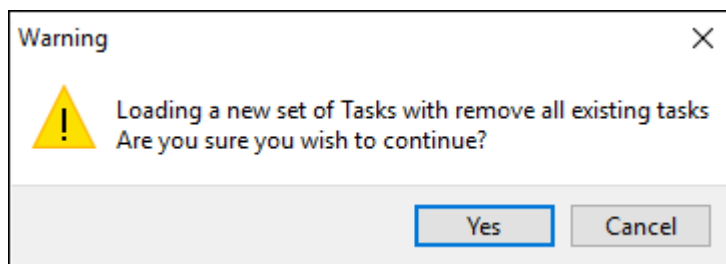 Warning
Loading a new set of Tasks with remove all existing tasks
Are you sure you wish to continue?
Yes
Cancel